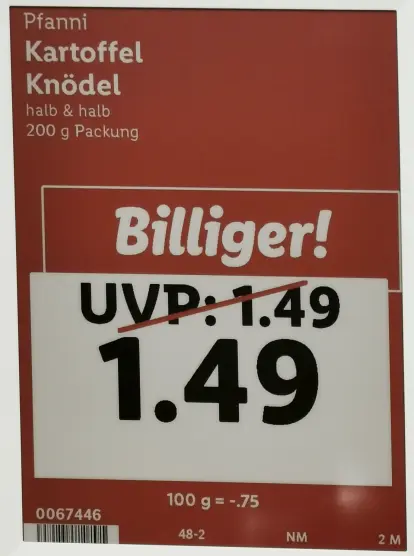 Pfanni
Kartoffel
Knödel
halb & halb
200 g Packung
Billiger!
UVP: 1.49
1.49
100 g = -.75
0067446
48-2 NM 2 M